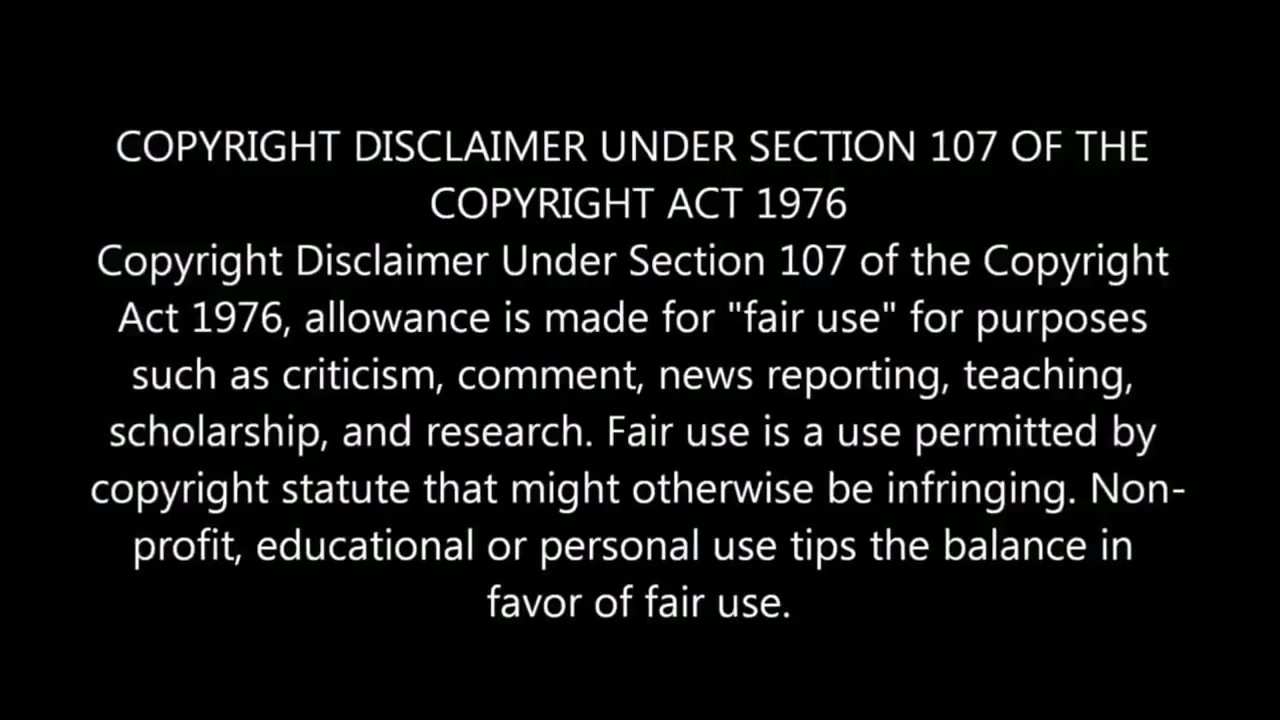 COPYRIGHT DISCLAIMER UNDER SECTION 107 OF THE
COPYRIGHT ACT 1976
Copyright Disclaimer Under Section 107 of the Copyright
Act 1976, allowance is made for "fair use" for purposes
such as criticism, comment, news reporting, teaching,
scholarship, and research. Fair use is a use permitted by
copyright statute that might otherwise be infringing. Non-
profit, educational or personal use tips the balance in
favor of fair use.